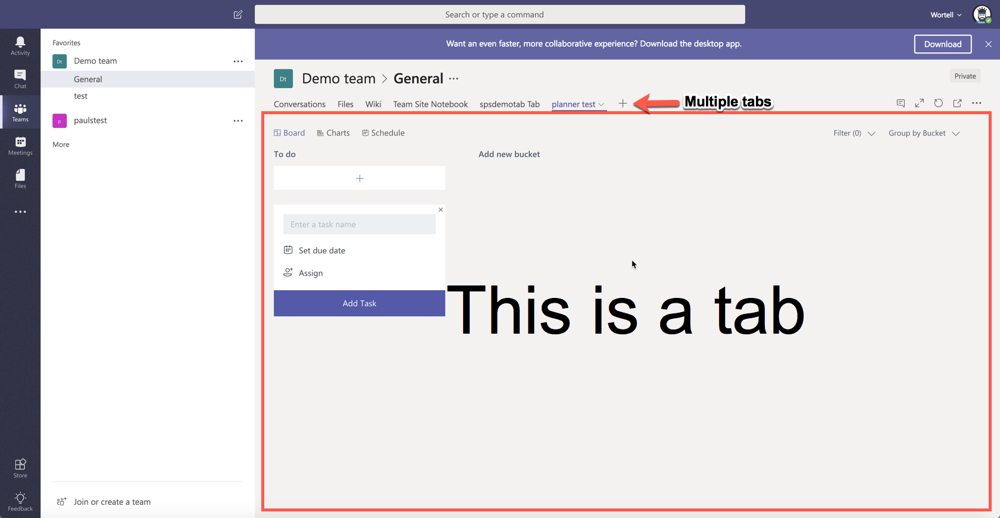 Search or type a command
Wortell
Activity
Chat
Teams
Meetings
Files
Store
Feedback
Favorites
Dt Demo team
General
test
p paulstest
More
Join or create a team
Want an even faster, more collaborative experience? Download the desktop app.
Download
Dt Demo team > General
Private
Conversations Files Wiki Team Site Notebook spsdemotab Tab planner test
Multiple tabs
Board Charts Schedule
Filter (0) Group by Bucket
To do
Add new bucket
Enter a task name
Set due date
Assign
Add Task
This is a tab